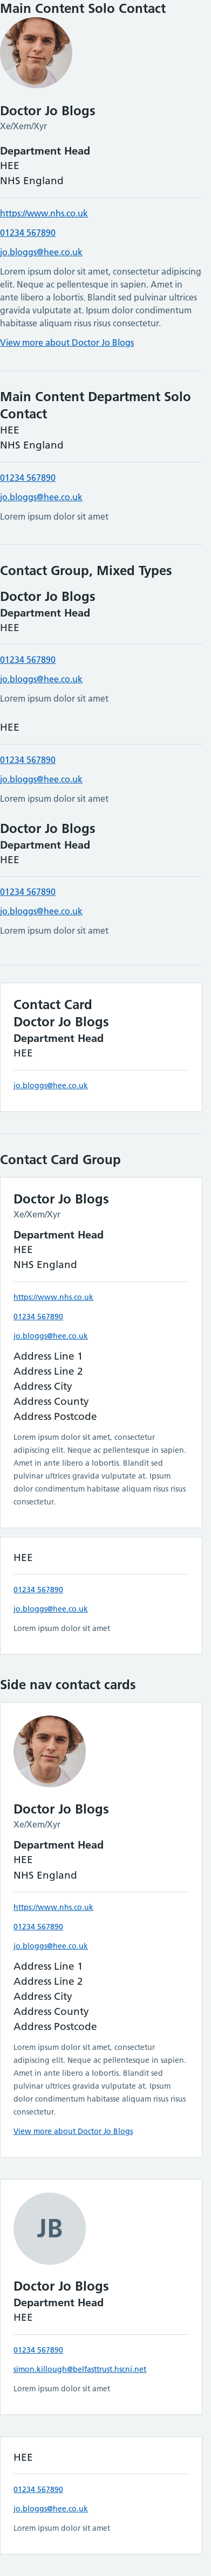 Main Content Solo Contact
Doctor Jo Bloggs
Xe/Xem/Xyr
Department Head
HEE
NHS England
https://www.nhs.co.uk
01234 567890
jo.bloggs@hee.co.uk
Lorem ipsum dolor sit amet, consectetur adipiscing
elit. Neque ac pellentesque in sapien. Amet in
ante libero a lobortis. Blandit sed pulvinar ultrices
gravida vulputate at. Ipsum dolor condimentum
habitasse aliquam risus risus consectetur.
View more about Doctor Jo Bloggs
Main Content Department Solo
Contact
HEE
NHS England
01234 567890
jo.bloggs@hee.co.uk
Lorem ipsum dolor sit amet
Contact Group, Mixed Types
Doctor Jo Bloggs
Department Head
HEE
01234 567890
jo.bloggs@hee.co.uk
Lorem ipsum dolor sit amet
HEE
01234 567890
jo.bloggs@hee.co.uk
Lorem ipsum dolor sit amet
Doctor Jo Bloggs
Department Head
HEE
01234 567890
jo.bloggs@hee.co.uk
Lorem ipsum dolor sit amet
Contact Card
Doctor Jo Bloggs
Department Head
HEE
jo.bloggs@hee.co.uk
Contact Card Group
Doctor Jo Bloggs
Xe/Xem/Xyr
Department Head
HEE
NHS England
https://www.nhs.co.uk
01234 567890
jo.bloggs@hee.co.uk
Address Line 1
Address Line 2
Address City
Address County
Address Postcode
Lorem ipsum dolor sit amet, consectetur
adipiscing elit. Neque ac pellentesque in sapien.
Amet in ante libero a lobortis. Blandit sed
pulvinar ultrices gravida vulputate at. Ipsum
dolor condimentum habitasse aliquam risus risus
consectetur.
HEE
01234 567890
jo.bloggs@hee.co.uk
Lorem ipsum dolor sit amet
Side nav contact cards
Doctor Jo Bloggs
Xe/Xem/Xyr
Department Head
HEE
NHS England
https://www.nhs.co.uk
01234 567890
jo.bloggs@hee.co.uk
Address Line 1
Address Line 2
Address City
Address County
Address Postcode
Lorem ipsum dolor sit amet, consectetur
adipiscing elit. Neque ac pellentesque in sapien.
Amet in ante libero a lobortis. Blandit sed
pulvinar ultrices gravida vulputate at. Ipsum
dolor condimentum habitasse aliquam risus risus
consectetur.
View more about Doctor Jo Bloggs
JB
Doctor Jo Bloggs
Department Head
HEE
01234 567890
simon.killough@belfasttrust.hscni.net
Lorem ipsum dolor sit amet
HEE
01234 567890
jo.bloggs@hee.co.uk
Lorem ipsum dolor sit amet